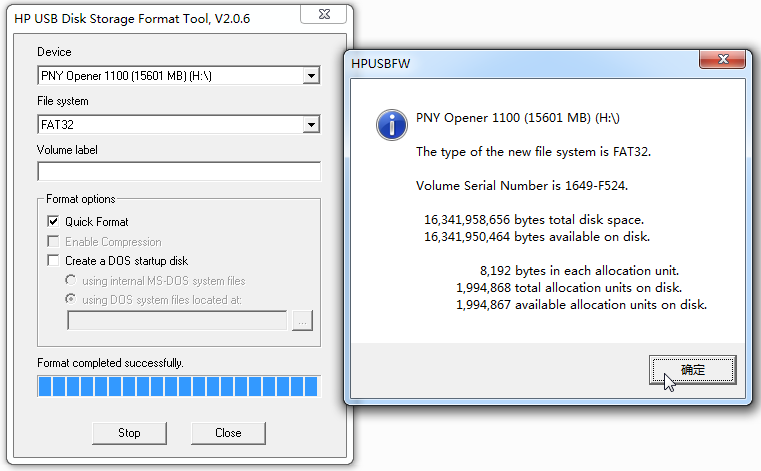 HP USB Disk Storage Format Tool, V2.0.6
Device
PNY Opener 1100 (15601 MB) (H:\)
File system
FAT32
Volume label
Format options
Quick Format
Enable Compression
Create a DOS startup disk
using internal MS-DOS system files
using DOS system files located at:
...
Format completed successfully.
Stop
Close
HPUSBFW
PNY Opener 1100 (15601 MB) (H:\)
The type of the new file system is FAT32.
Volume Serial Number is 1649-F524.
16,341,958,656 bytes total disk space.
16,341,950,464 bytes available on disk.
8,192 bytes in each allocation unit.
1,994,868 total allocation units on disk.
1,994,867 available allocation units on disk.
确定